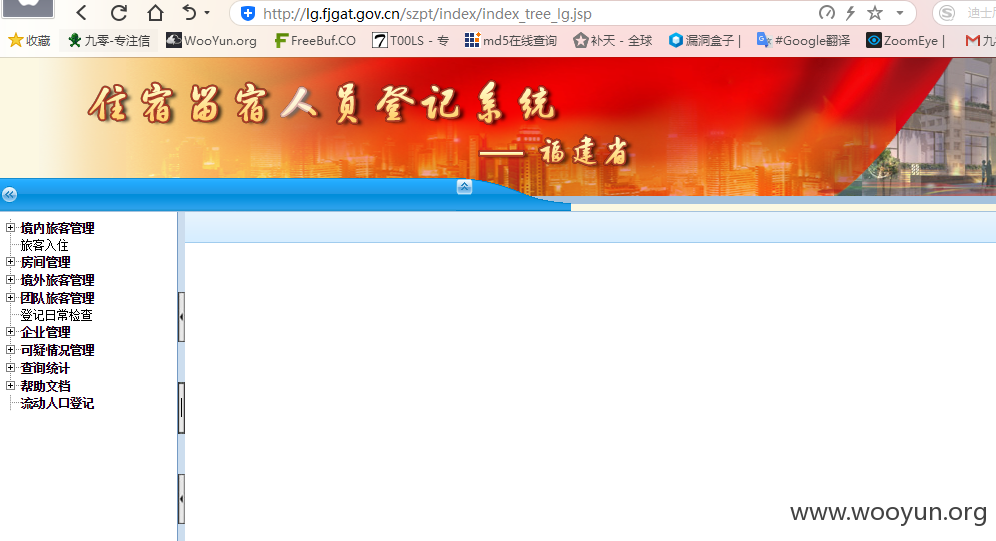 http://lg.fjgat.gov.cn/szpt/index/index_tree_lg.jsp
迪士
收藏 九零-专注信 WooYun.org FreeBuf.CO T00LS - 专 md5在线查询 补天 - 全球 漏洞盒子 | #Google翻译 ZoomEye | 九
住宿留宿人员登记系统
——福建省
境内旅客管理
旅客入住
房间管理
境外旅客管理
团队旅客管理
登记日常检查
企业管理
可疑情况管理
查询统计
帮助文档
流动人口登记
www.wooyun.org